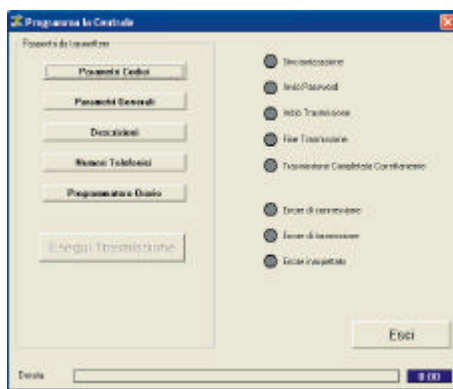 Programma la Centrale
Parametri da trasmettere
Parametri Codici
Parametri Generali
Descrizioni
Numeri Telefonici
Programmatore Orario
Esegui Trasmissione
Sincronizzazione
Invio Password
Inizio Trasmissione
Fine Trasmissione
Trasmissione Completata Correttamente
Errore di connessione
Errore di trasmissione
Errore inaspettato
Esci
Durata
0:00